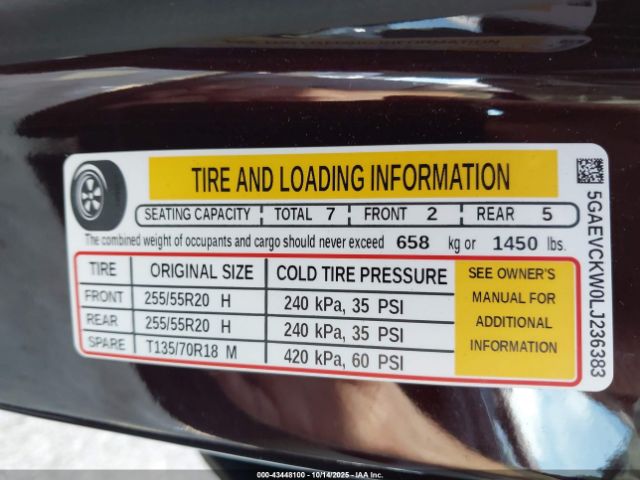 TIRE AND LOADING INFORMATION
SEATING CAPACITY TOTAL 7 FRONT 2 REAR 5
The combined weight of occupants and cargo should never exceed 658 kg or 1450 lbs.
TIRE ORIGINAL SIZE COLD TIRE PRESSURE
FRONT 255/55R20 H 240 kPa, 35 PSI
REAR 255/55R20 H 240 kPa, 35 PSI
SPARE T135/70R18 M 420 kPa, 60 PSI
SEE OWNER'S
MANUAL FOR
ADDITIONAL
INFORMATION
5GAEVCKW0LJ236383
000-43448100 - 10/14/2025 - IAA Inc.